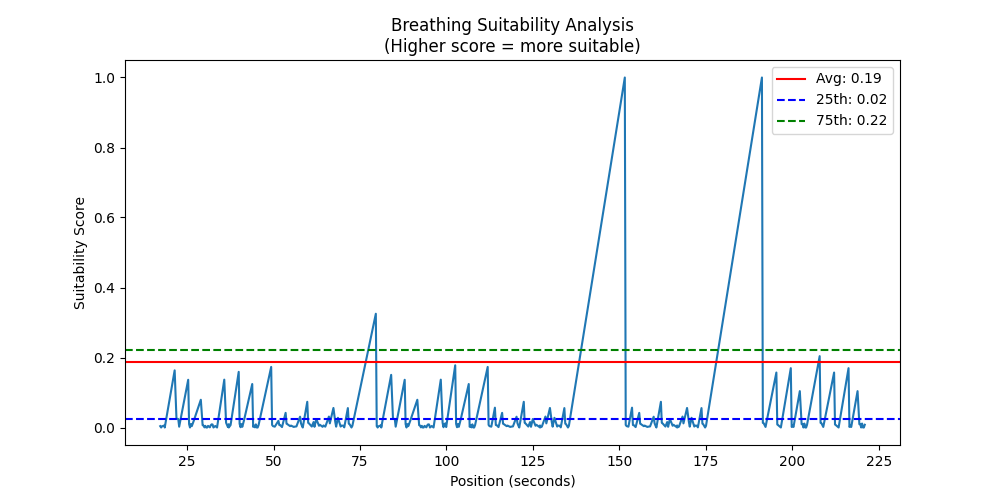 Breathing Suitability Analysis
(Higher score = more suitable)
Avg: 0.19
25th: 0.02
75th: 0.22
Suitability Score
1.0
0.8
0.6
0.4
0.2
0.0
25
50
75
100
125
150
175
200
225
Position (seconds)